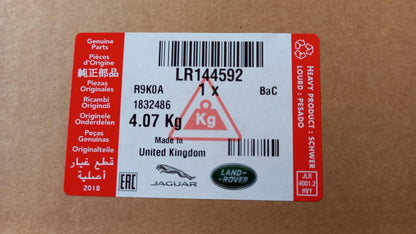 Genuine
Parts
Pièces
d'Origine
純正部品
Piezas
Originales
Ricambi
Originali
Originele
Onderdelen
Peças
Genuínas
Originalteile
قطع غيار
أصلية
2018
LR144592
R9K0A 1 x BaC
1832486
4.07 Kg
Kg
Made In
United Kingdom
EAC
JAGUAR
LAND-
ROVER
HEAVY PRODUCT : SCHWER
LOURD : PESADO
JLR
4001.2
HVY